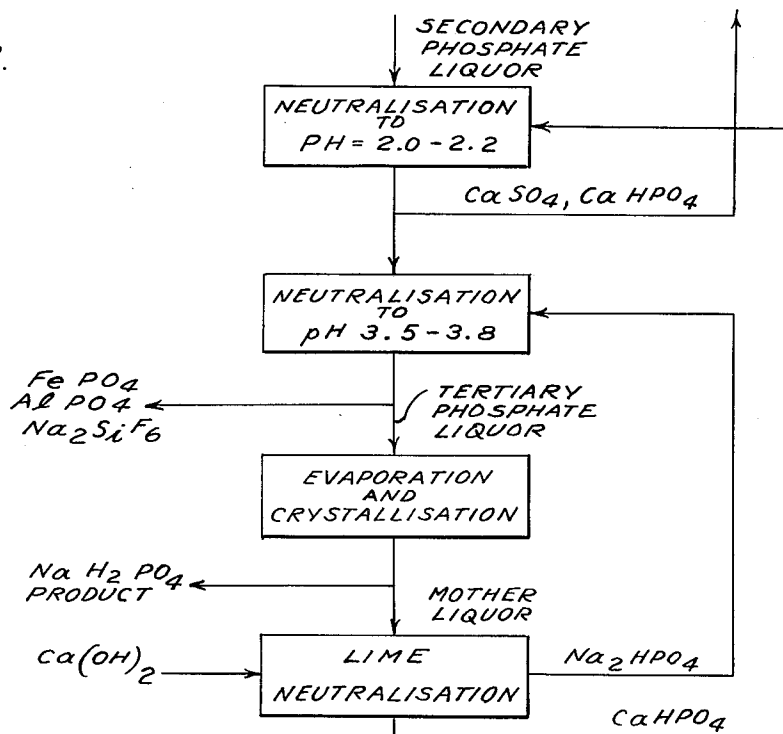 SECONDARY
PHOSPHATE
LIQUOR
NEUTRALISATION
TO
PH = 2.0 - 2.2
CaSO4, CaHPO4
NEUTRALISATION
TO
pH 3.5 - 3.8
FePO4
AlPO4
Na2SiF6
TERTIARY
PHOSPHATE
LIQUOR
EVAPORATION
AND
CRYSTALLISATION
NaH2PO4
PRODUCT
MOTHER
LIQUOR
Ca(OH)2
LIME
NEUTRALISATION
Na2HPO4
CaHPO4